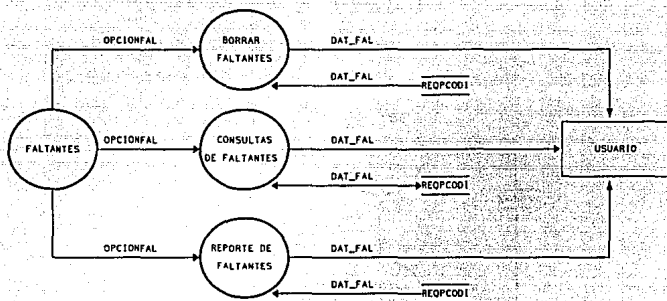 OPCIONFAL
BORRAR
FALTANTES
DAT_FAL
DAT_FAL
REQPCODI
FALTANTES
OPCIONFAL
CONSULTAS
DE FALTANTES
DAT_FAL
USUARIO
DAT_FAL
REQPCODI
OPCIONFAL
REPORTE DE
FALTANTES
DAT_FAL
DAT_FAL
REQPCODI